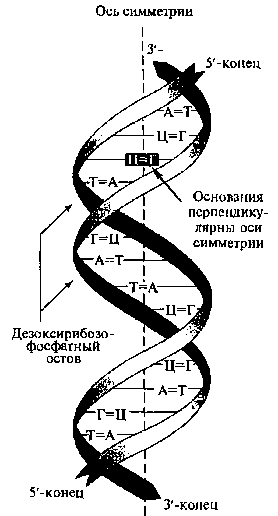 Ось симметрии
3′-
5′-конец
А=Т
Ц=Г
Ц=Г
Т=А
Основания
перпендику-
лярны оси
симметрии
Г=Ц
А=Т
Т=А
Ц=Г
Дезоксирибозо-
фосфатный
остов
Ц=Г
А=Т
Г=Ц
Т=А
5′-конец
3′-конец